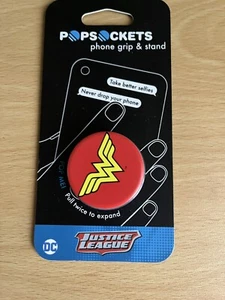 POPSOCKETS
phone grip & stand
Take better selfies
Never drop your phone
Pull twice to expand
DC
JUSTICE
LEAGUE